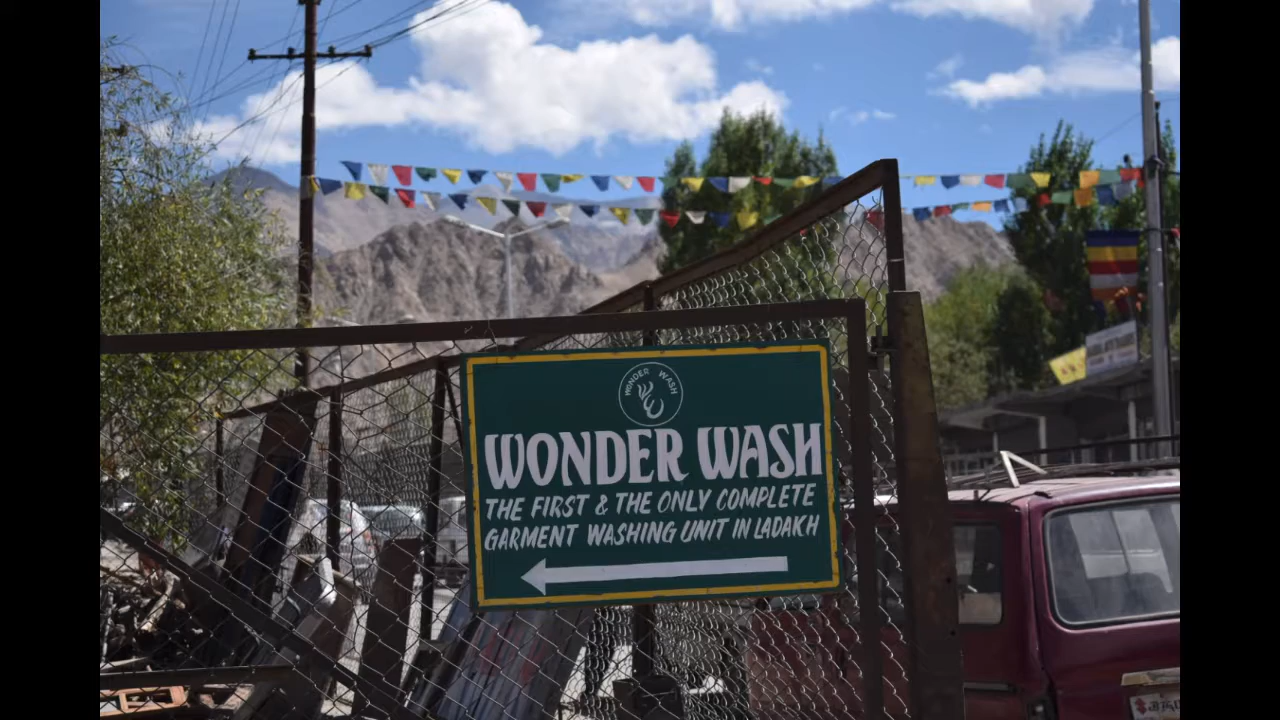 WONDER WASH
WONDER WASH
THE FIRST & THE ONLY COMPLETE
GARMENT WASHING UNIT IN LADAKH